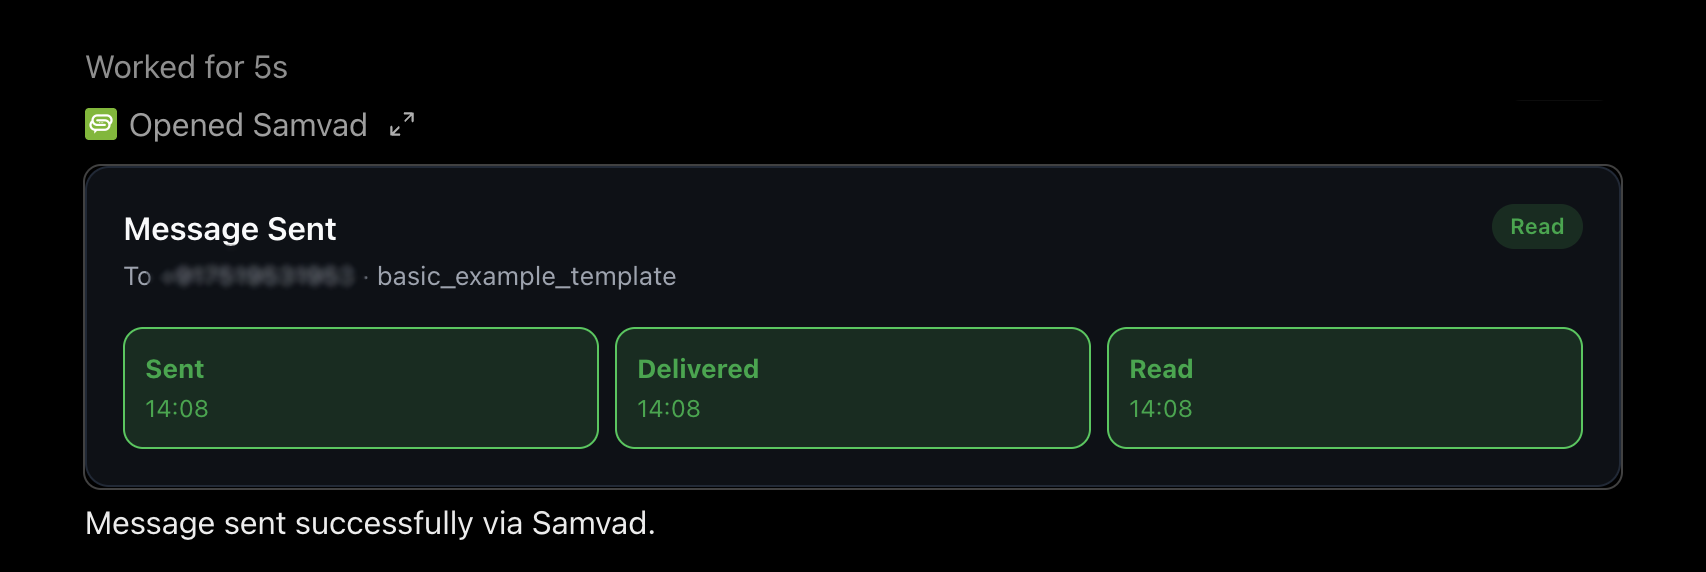 Worked for 5s
Opened Samvad
Message Sent
Read
To · basic_example_template
Sent
14:08
Delivered
14:08
Read
14:08
Message sent successfully via Samvad.